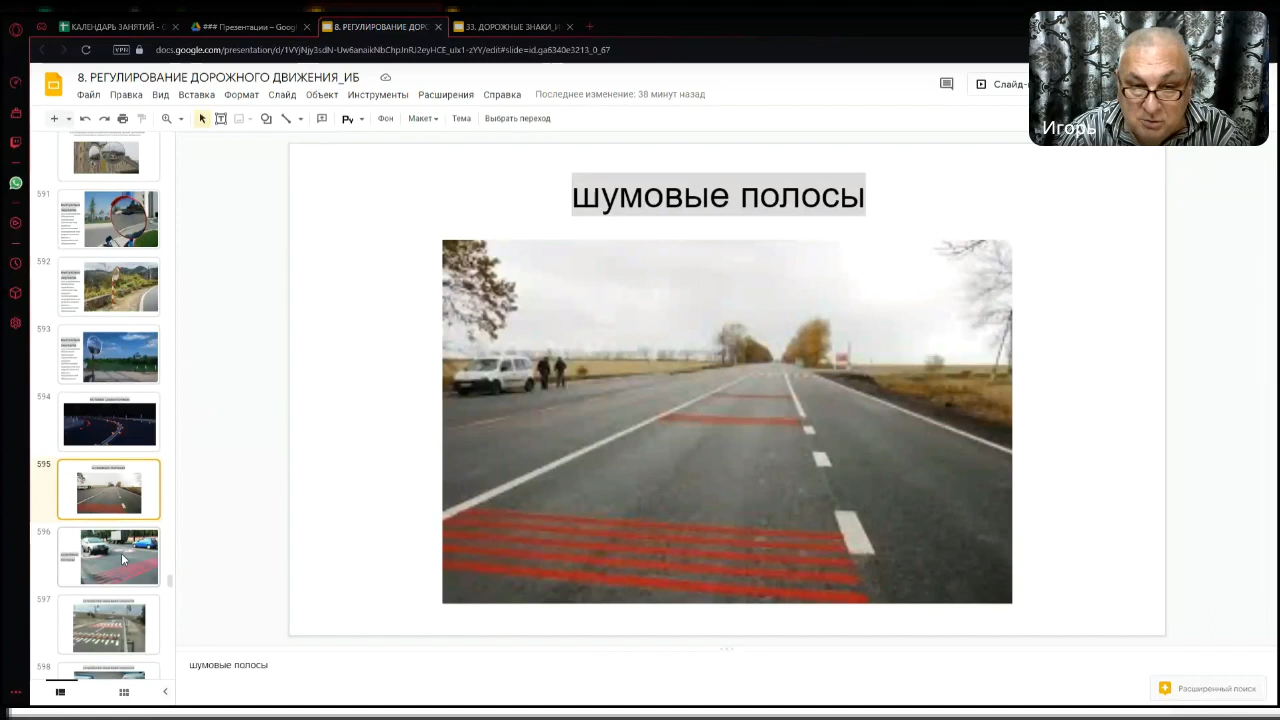 КАЛЕНДАРЬ ЗАНЯТИЙ - G
### Презентации – Googl
8. РЕГУЛИРОВАНИЕ ДОРО
33. ДОРОЖНЫЕ ЗНАКИ_И
VPN
docs.google.com/presentation/d/1VYjNjy3sdN-Uw6anaikNbChpJnRJ2eyHCE_ulx1-zYY/edit#slide=id.ga6340e3213_0_67
8. РЕГУЛИРОВАНИЕ ДОРОЖНОГО ДВИЖЕНИЯ_ИБ
Файл Правка Вид Вставка Формат Слайд Объект Инструменты Расширения Справка Последнее изменение: 38 минут назад
Слайд-
Фон Макет Тема Выбрать переход
Игорь
591
592
593
594
595
596
597
598
шумовые полосы
шумовые полосы
Расширенный поиск